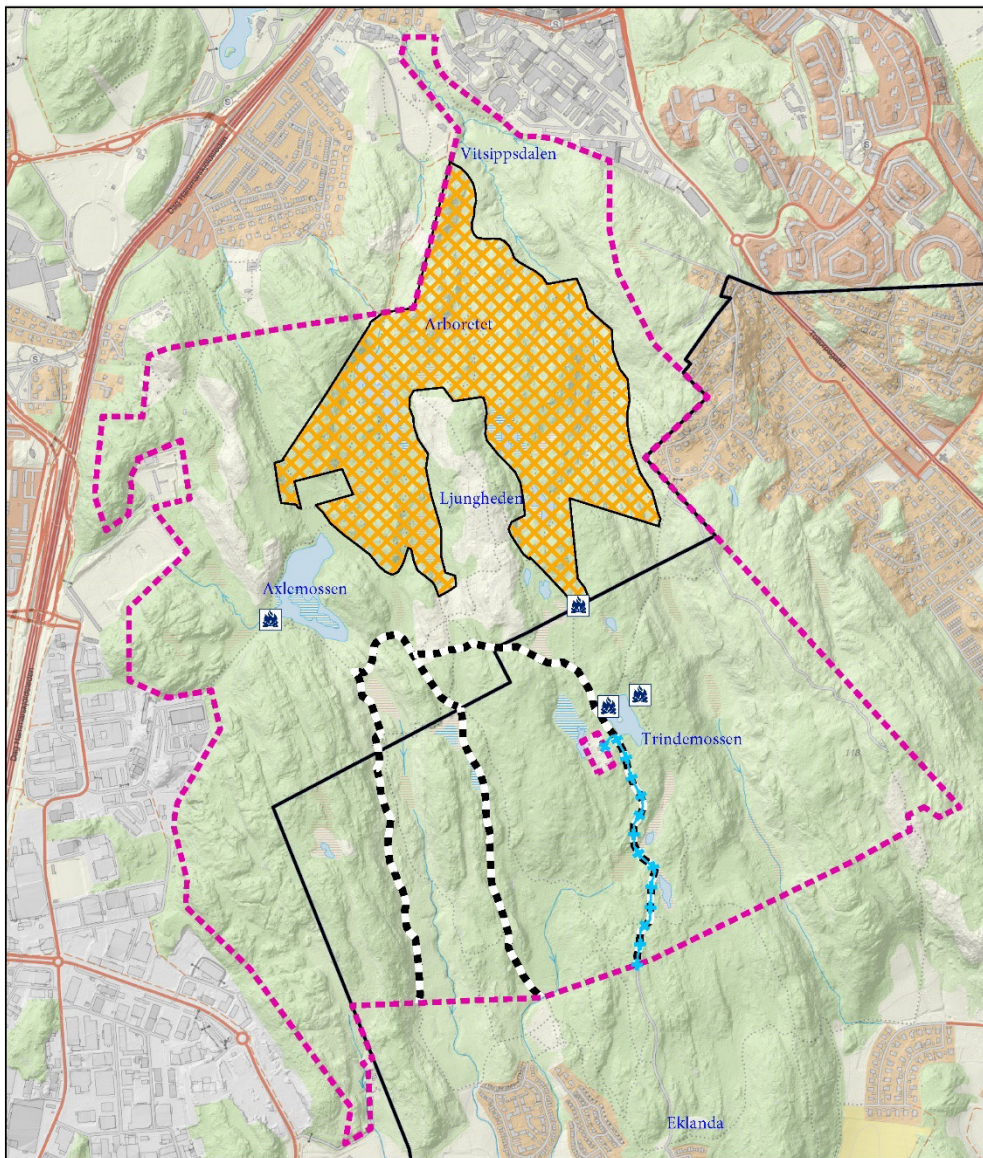 Vitsippsdalen
Arboretet
Ljungheden
Axlemossen
Trindemossen
Eklanda